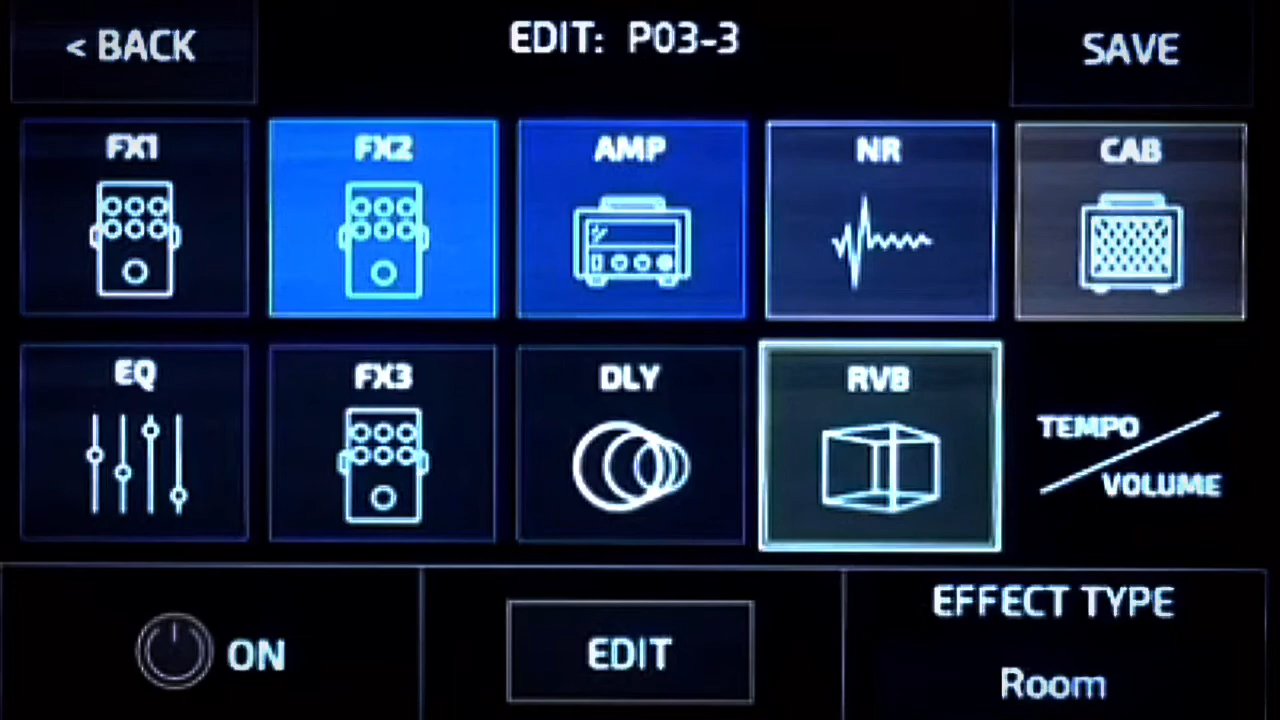 < BACK
EDIT: P03-3
SAVE
FX1
FX2
AMP
NR
CAB
EQ
FX3
DLY
RVB
TEMPO
VOLUME
ON
EDIT
EFFECT TYPE
Room